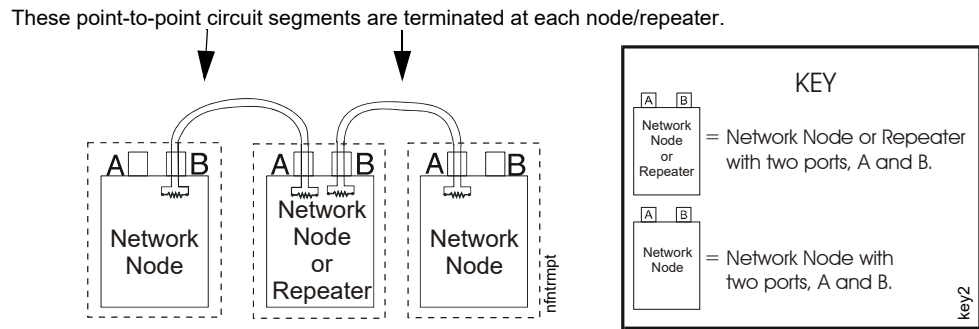 These point-to-point circuit segments are terminated at each node/repeater.
A B
Network
Node
A B
Network
Node
or
Repeater
A B
Network
Node
nfntrmpt
KEY
A B
Network
Node
or
Repeater
= Network Node or Repeater
with two ports, A and B.
A B
Network
Node
= Network Node with
two ports, A and B.
key2